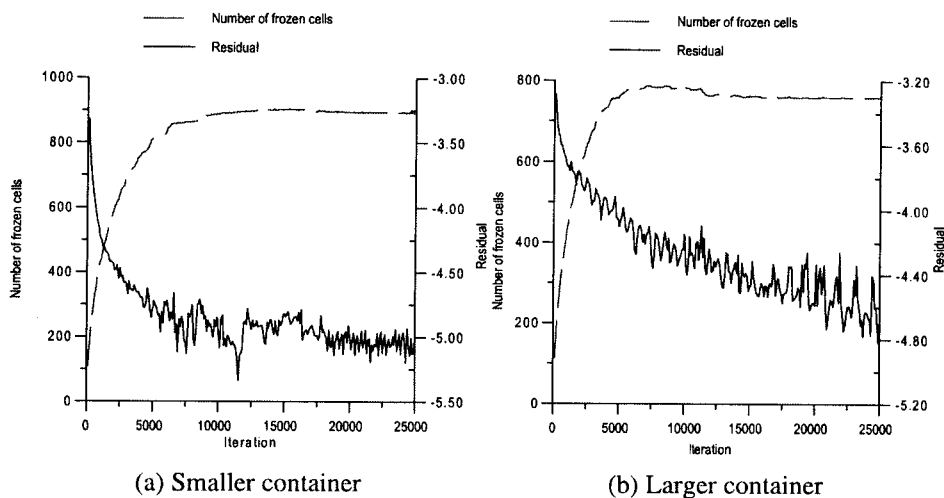 Number of frozen cells
Residual
1000
800
600
400
200
0
Number of frozen cells
-3.00
-3.50
-4.00
-4.50
-5.00
-5.50
Residual
0
5000
10000
15000
20000
25000
Iteration
(a) Smaller container
Number of frozen cells
Residual
800
600
400
200
0
Number of frozen cells
-3.20
-3.60
-4.00
-4.40
-4.80
-5.20
Residual
0
5000
10000
15000
20000
25000
Iteration
(b) Larger container